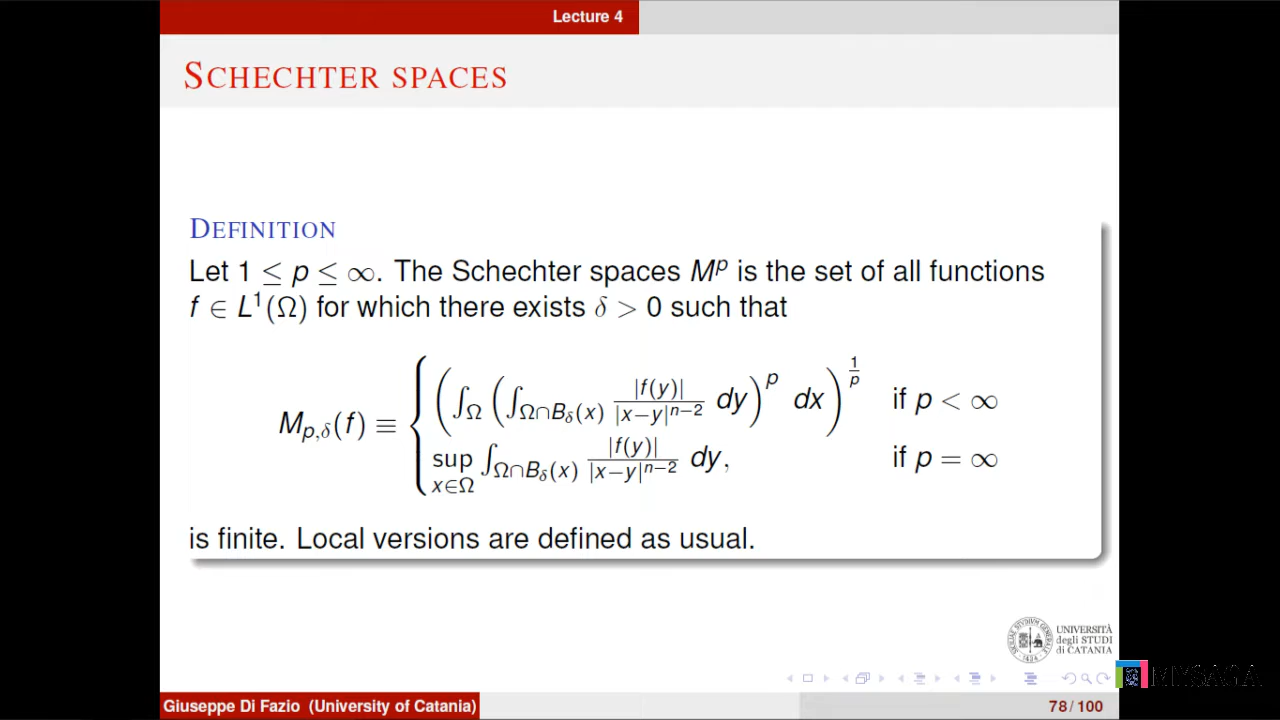 Lecture 4
SCHECHTER SPACES
DEFINITION
Let 1 ≤ p ≤ ∞. The Schechter spaces M^p is the set of all functions
f ∈ L^1(Ω) for which there exists δ > 0 such that
M_{p,δ}(f) ≡ { ( ∫_Ω ( ∫_{Ω∩B_δ(x)} |f(y)| / |x−y|^{n−2} dy )^p dx )^{1/p} if p < ∞
sup_{x∈Ω} ∫_{Ω∩B_δ(x)} |f(y)| / |x−y|^{n−2} dy, if p = ∞
is finite. Local versions are defined as usual.
UNIVERSITÀ
degli STUDI
di CATANIA
Giuseppe Di Fazio (University of Catania)
78 / 100